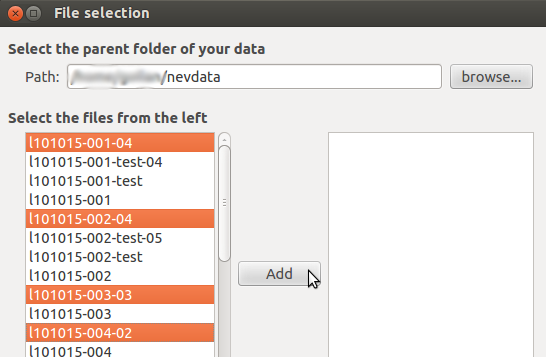 File selection
Select the parent folder of your data
Path: /nevdata browse...
Select the files from the left
l101015-001-04
l101015-001-test-04
l101015-001-test
l101015-001
l101015-002-04
l101015-002-test-05
l101015-002-test
l101015-002
Add
l101015-003-03
l101015-003
l101015-004-02
l101015-004